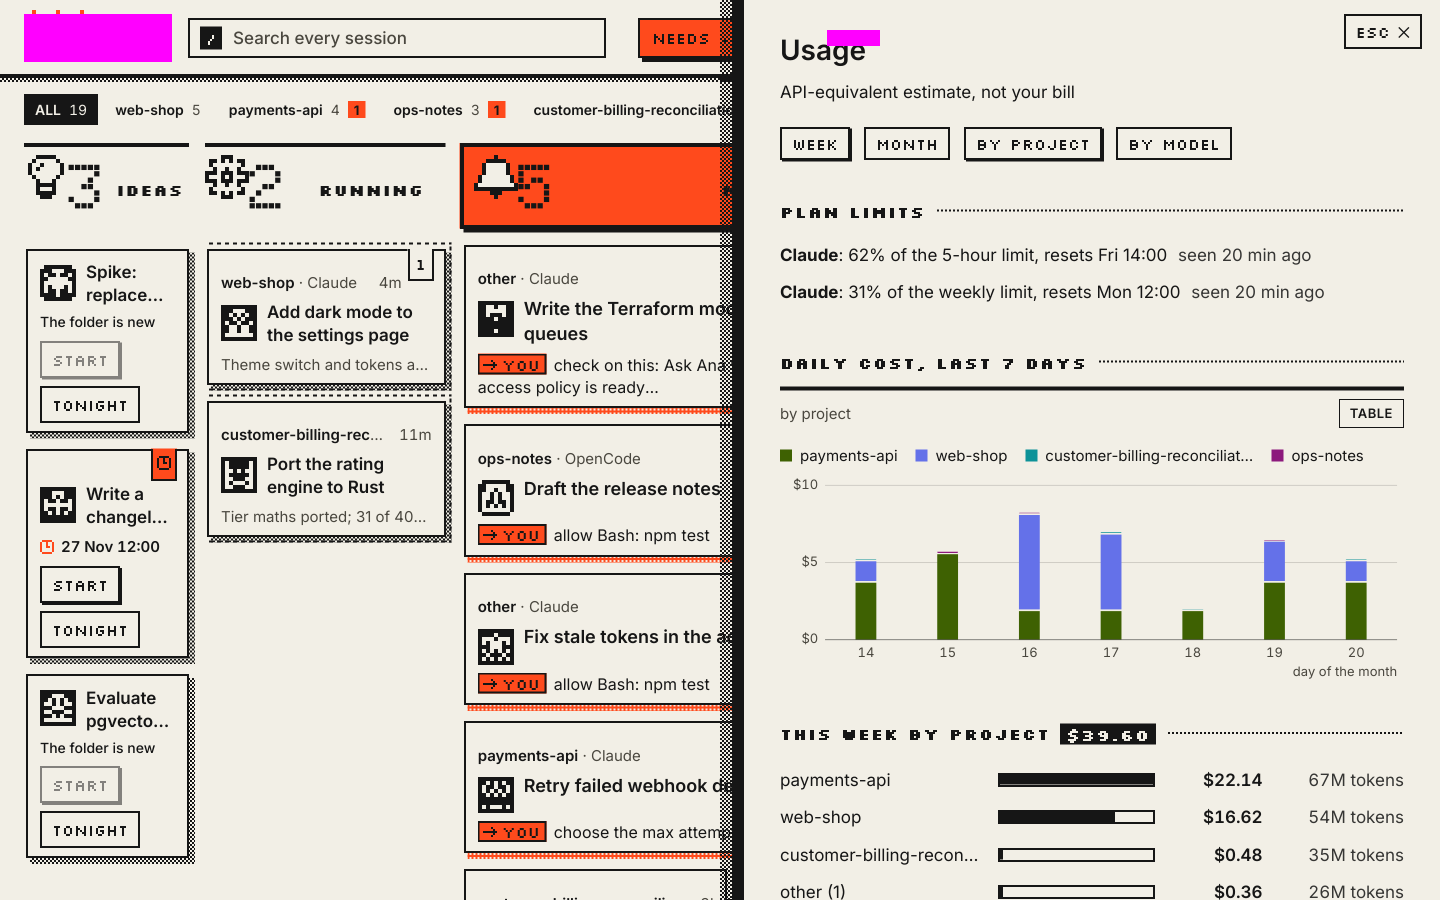 / Search every session
NEEDS
ALL 19 web-shop 5 payments-api 4 1 ops-notes 3 1
3 IDEAS
2 RUNNING
5
Spike:
replace...
The folder is new
START
TONIGHT
Write a
changel...
27 Nov 12:00
START
TONIGHT
Evaluate
pgvecto...
The folder is new
START
TONIGHT
1
web-shop · Claude 4m
Add dark mode to
the settings page
Theme switch and tokens a...
customer-billing-rec... 11m
Port the rating
engine to Rust
Tier maths ported; 31 of 40...
other · Claude
Write the Terraform
queues
→ YOU check on this: Ask Ana
access policy is ready...
ops-notes · OpenCode
Draft the release notes
→ YOU allow Bash: npm test
other · Claude
Fix stale tokens in the
→ YOU allow Bash: npm test
payments-api · Claude
Retry failed webhook
→ YOU choose the max
Usage
ESC ×
API-equivalent estimate, not your bill
WEEK MONTH BY PROJECT BY MODEL
PLAN LIMITS
Claude: 62% of the 5-hour limit, resets Fri 14:00 seen 20 min ago
Claude: 31% of the weekly limit, resets Mon 12:00 seen 20 min ago
DAILY COST, LAST 7 DAYS
by project
TABLE
payments-api web-shop customer-billing-reconciliat... ops-notes
$10
$5
$0
14 15 16 17 18 19 20
day of the month
THIS WEEK BY PROJECT $39.60
payments-api $22.14 67M tokens
web-shop $16.62 54M tokens
customer-billing-recon... $0.48 35M tokens
other (1) $0.36 26M tokens